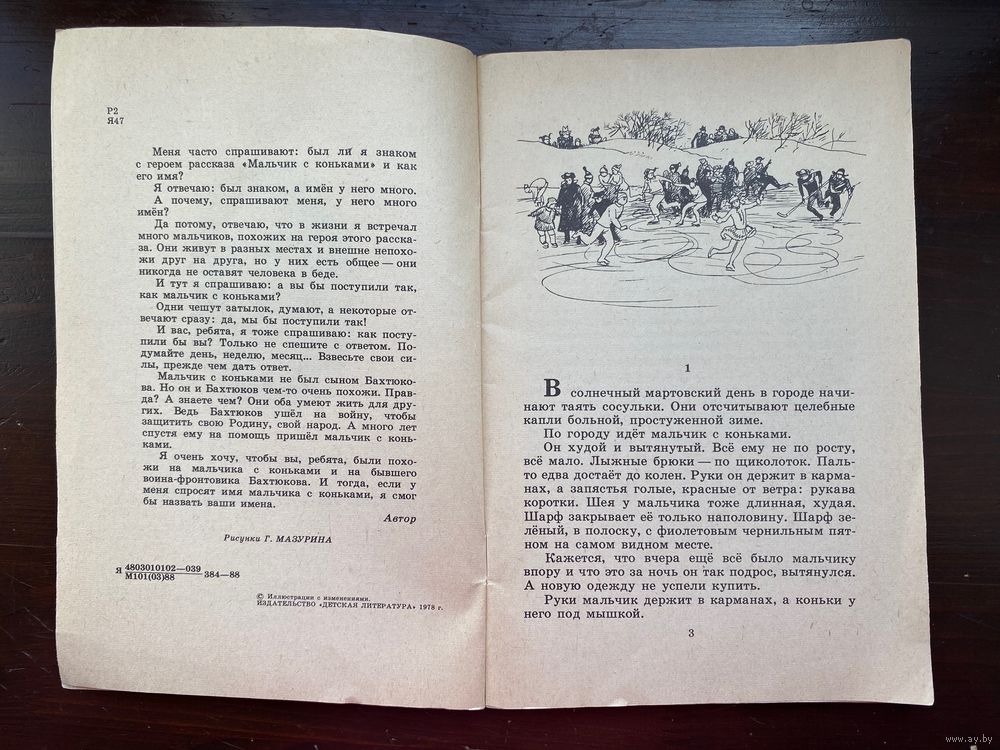 Р2
Я47
Меня часто спрашивают: был ли я знаком
с героем рассказа «Мальчик с коньками» и как
его имя?
Я отвечаю: был знаком, а имён у него много.
А почему, спрашивают меня, у него много
имён?
Да потому, отвечаю, что в жизни я встречал
много мальчиков, похожих на героя этого расска-
за. Они живут в разных местах и внешне непохо-
жи друг на друга, но у них есть общее — они
никогда не оставят человека в беде.
И тут я спрашиваю: а вы бы поступили так,
как мальчик с коньками?
Одни чешут затылок, думают, а некоторые от-
вечают сразу: да, мы бы поступили так!
И вас, ребята, я тоже спрашиваю: как посту-
пили бы вы? Только не спешите с ответом. По-
думайте день, неделю, месяц... Взвесьте свои си-
лы, прежде чем дать ответ.
Мальчик с коньками не был сыном Бахтюко-
ва. Но он и Бахтюков чем-то очень похожи. Прав-
да? А знаете чем? Они оба умеют жить для дру-
гих. Ведь Бахтюков ушёл на войну, чтобы
защитить свою Родину, свой народ. А много лет
спустя ему на помощь пришёл мальчик с конь-
ками.
Я очень хочу, чтобы вы, ребята, были похо-
жи на мальчика с коньками и на бывшего
воина-фронтовика Бахтюкова. И тогда, если у
меня спросят имя мальчика с коньками, я смог
бы назвать ваши имена.
Автор
Рисунки Г. МАЗУРИНА
Я 4803010102—039
М101(03)88 384—88
© Иллюстрации с изменениями.
ИЗДАТЕЛЬСТВО «ДЕТСКАЯ ЛИТЕРАТУРА» 1978 г.
1
В солнечный мартовский день в городе начи-
нают таять сосульки. Они отсчитывают целебные
капли больной, простуженной зиме.
По городу идёт мальчик с коньками.
Он худой и вытянутый. Всё ему не по росту,
всё мало. Лыжные брюки — по щиколоток. Паль-
то едва достаёт до колен. Руки он держит в карма-
нах, а запястья голые, красные от ветра: рукава
коротки. Шея у мальчика тоже длинная, худая.
Шарф закрывает её только наполовину. Шарф зе-
лёный, в полоску, с фиолетовым чернильным пят-
ном на самом видном месте.
Кажется, что вчера ещё всё было мальчику
впору и что это за ночь он так подрос, вытянулся.
А новую одежду не успели купить.
Руки мальчик держит в карманах, а коньки у
него под мышкой.
3
www.ay.by